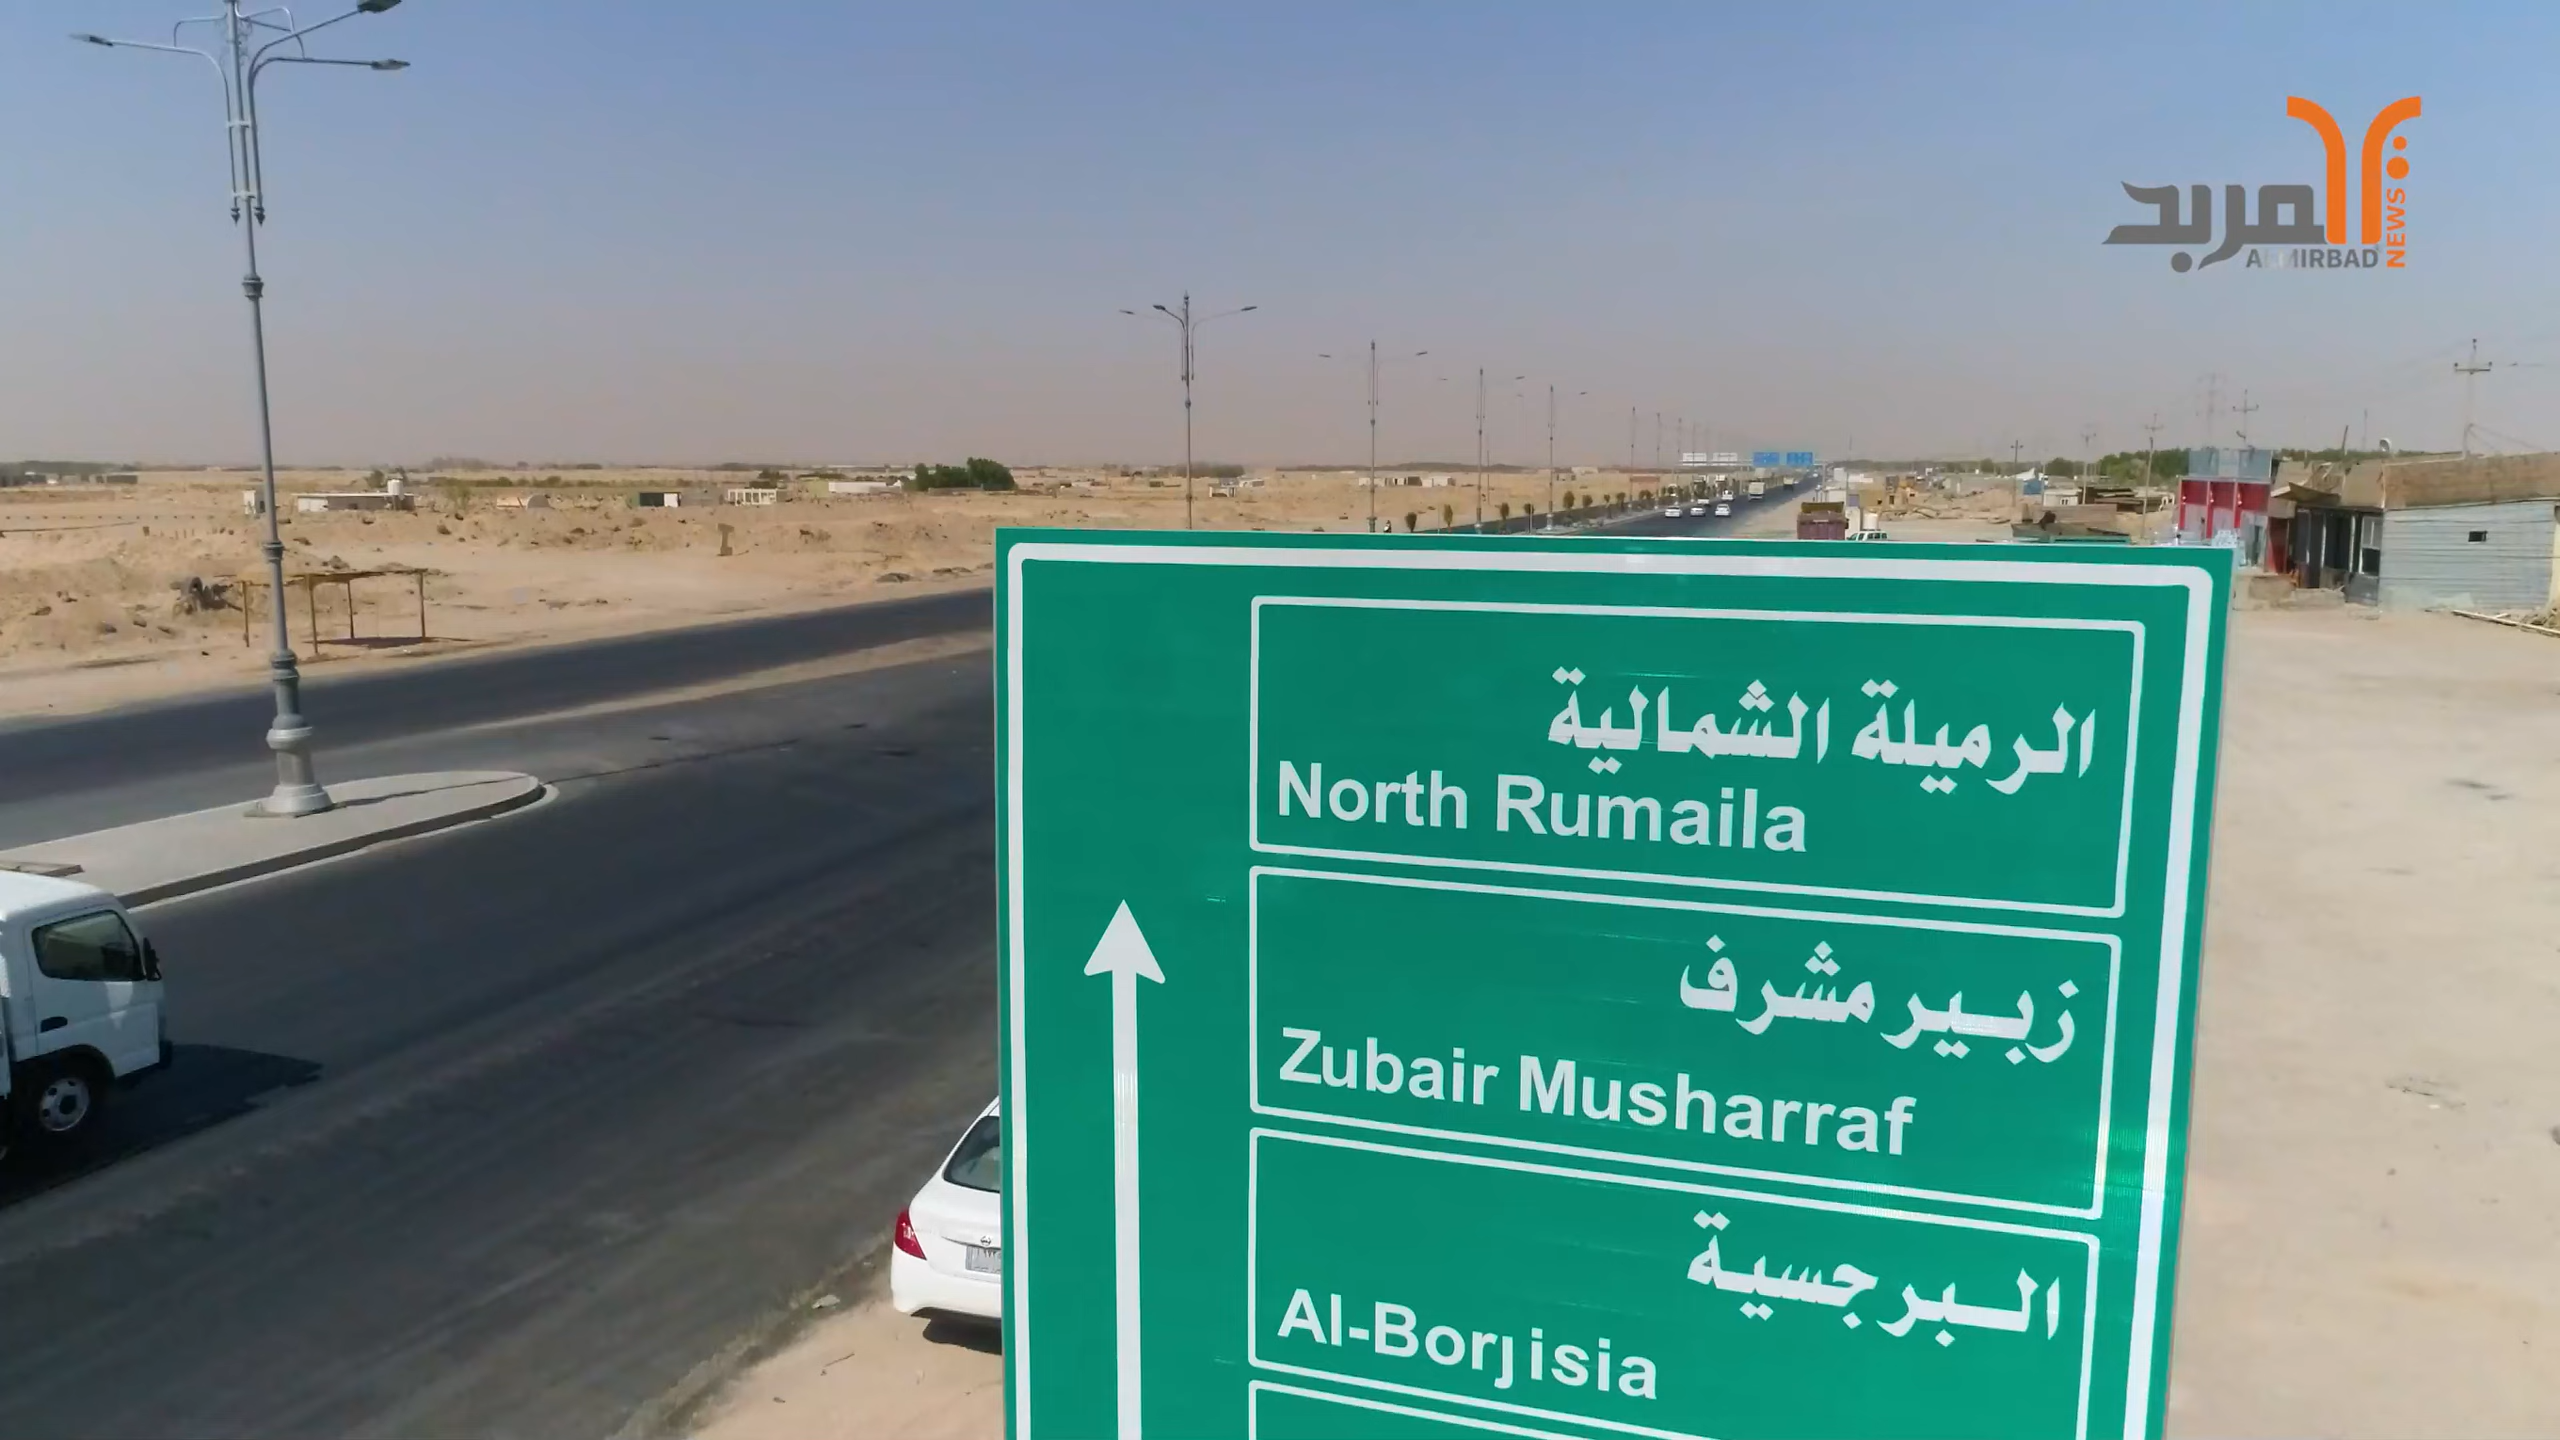 المربد
ALMIRBAD
NEWS
الرميلة الشمالية
North Rumaila
زبير مشرف
Zubair Musharraf
البرجسية
Al-Borjisia